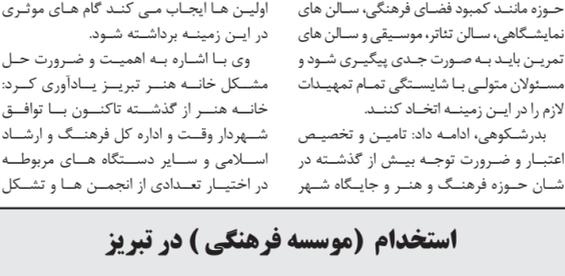 حوزه مانند کمبود فضای فرهنگی، سالن های
نمایشگاهی، سالن تئاتر، موسیقی و سالن های
تمرین باید به صورت جدی پیگیری شود و
مسئولان متولی با شایستگی تمام تمهیدات
لازم را در این زمینه اتخاذ کنند.
بدرشکوهی، ادامه داد: تامین و تخصیص
اعتبار و ضرورت توجه بیش از گذشته در
شان حوزه فرهنگ و هنر و جایگاه شهر
اولین ها ایجاب می کند گام های موثری
در این زمینه برداشته شود.
وی با اشاره به اهمیت و ضرورت حل
مشکل خانه هنر تبریز یادآوری کرد:
خانه هنر از گذشته تاکنون با توافق
شهردار وقت و اداره کل فرهنگ و ارشاد
اسلامی و سایر دستگاه های مربوطه
در اختیار تعدادی از انجمن ها و تشکل
استخدام (موسسه فرهنگی ) در تبریز